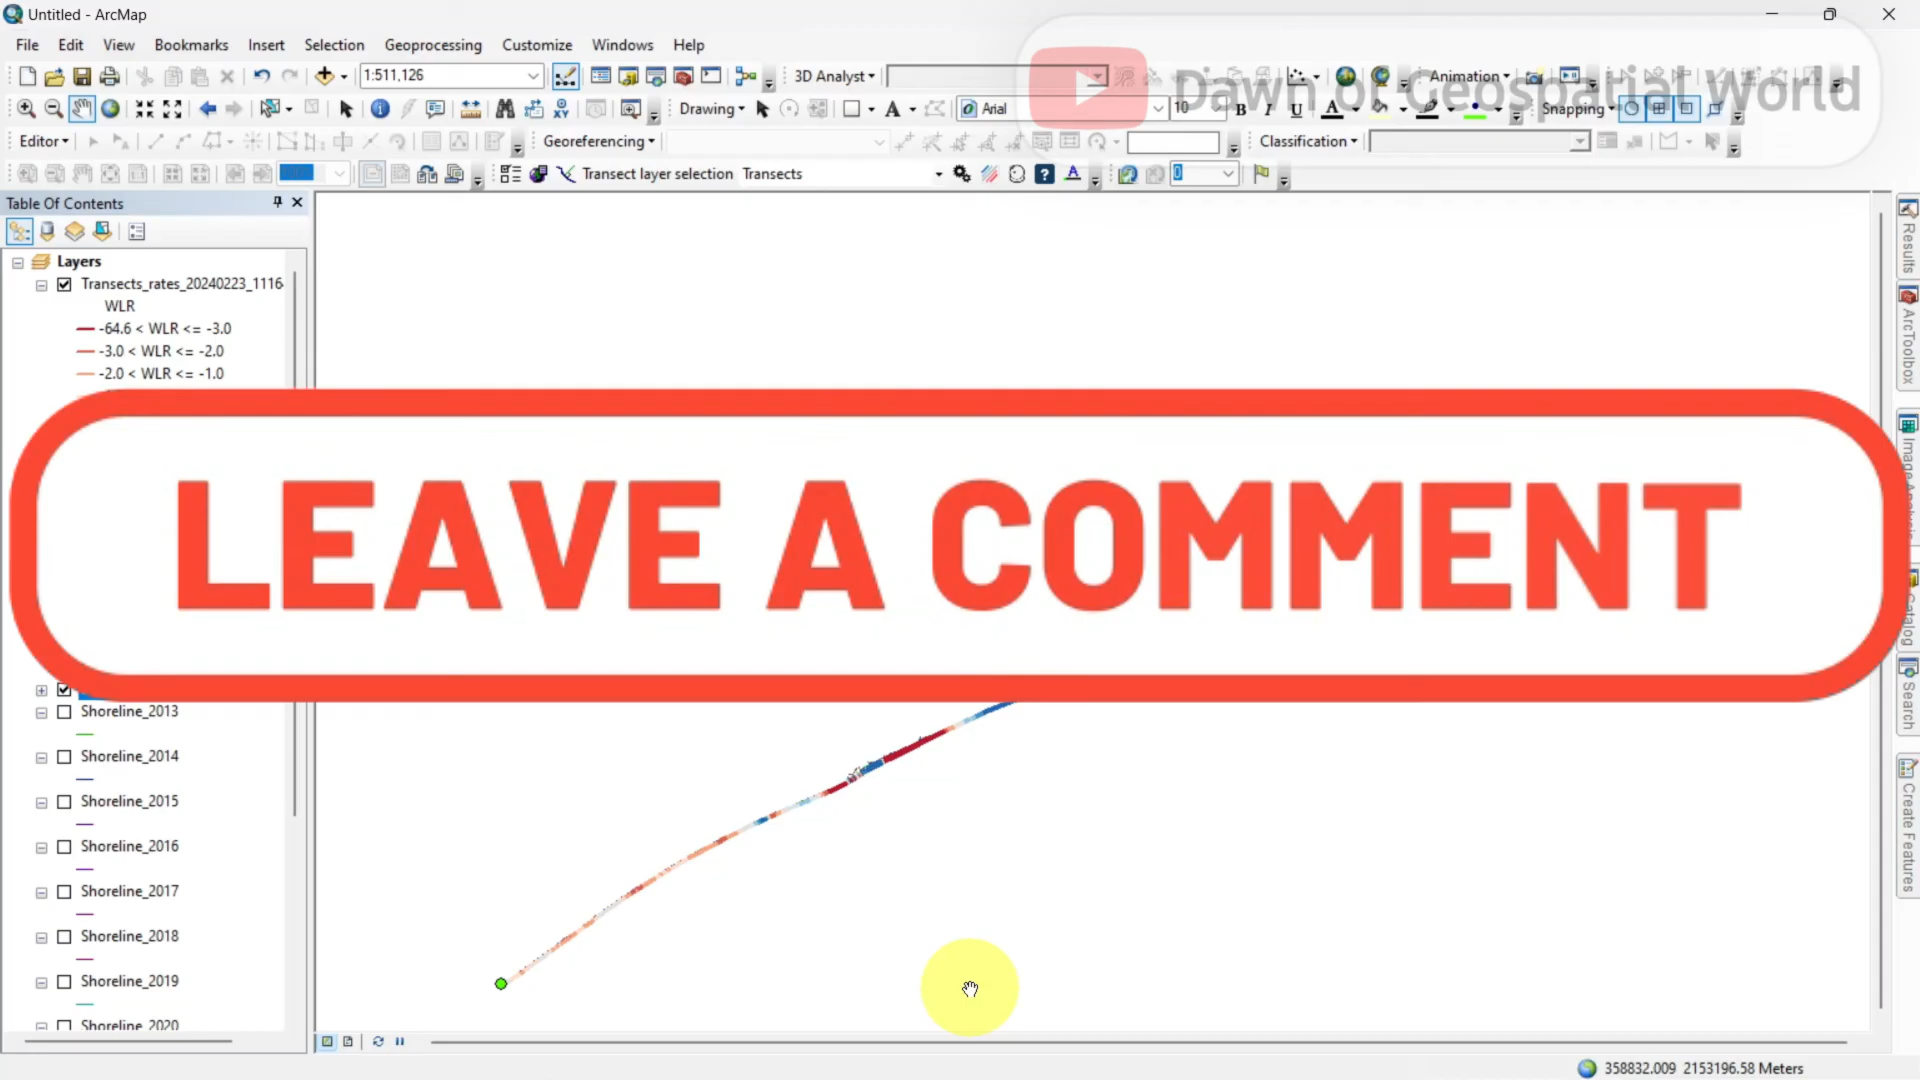 Untitled - ArcMap
File Edit View Bookmarks Insert Selection Geoprocessing Customize Windows Help
1:511,126
3D Analyst
Animation
Dawn of Geospatial World
Drawing
Arial
10
Snapping
Editor
Georeferencing
Classification
Transect layer selection Transects
0
Table Of Contents
Layers
Transects_rates_20240223_1116
WLR
-64.6 < WLR <= -3.0
-3.0 < WLR <= -2.0
-2.0 < WLR <= -1.0
LEAVE A COMMENT
Shoreline_2013
Shoreline_2014
Shoreline_2015
Shoreline_2016
Shoreline_2017
Shoreline_2018
Shoreline_2019
Shoreline_2020
Results
ArcToolbox
Image Analysis
Catalog
Search
Create Features
358832.009 2153196.58 Meters